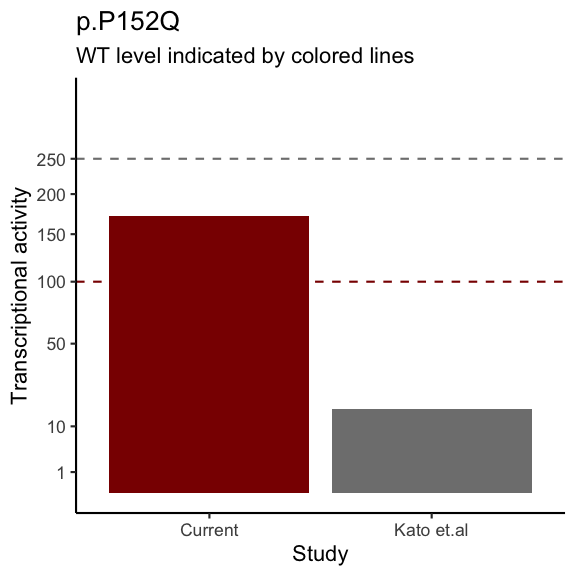 p.P152Q
WT level indicated by colored lines
250
200
150
100
50
10
1
Transcriptional activity
Current
Kato et.al
Study